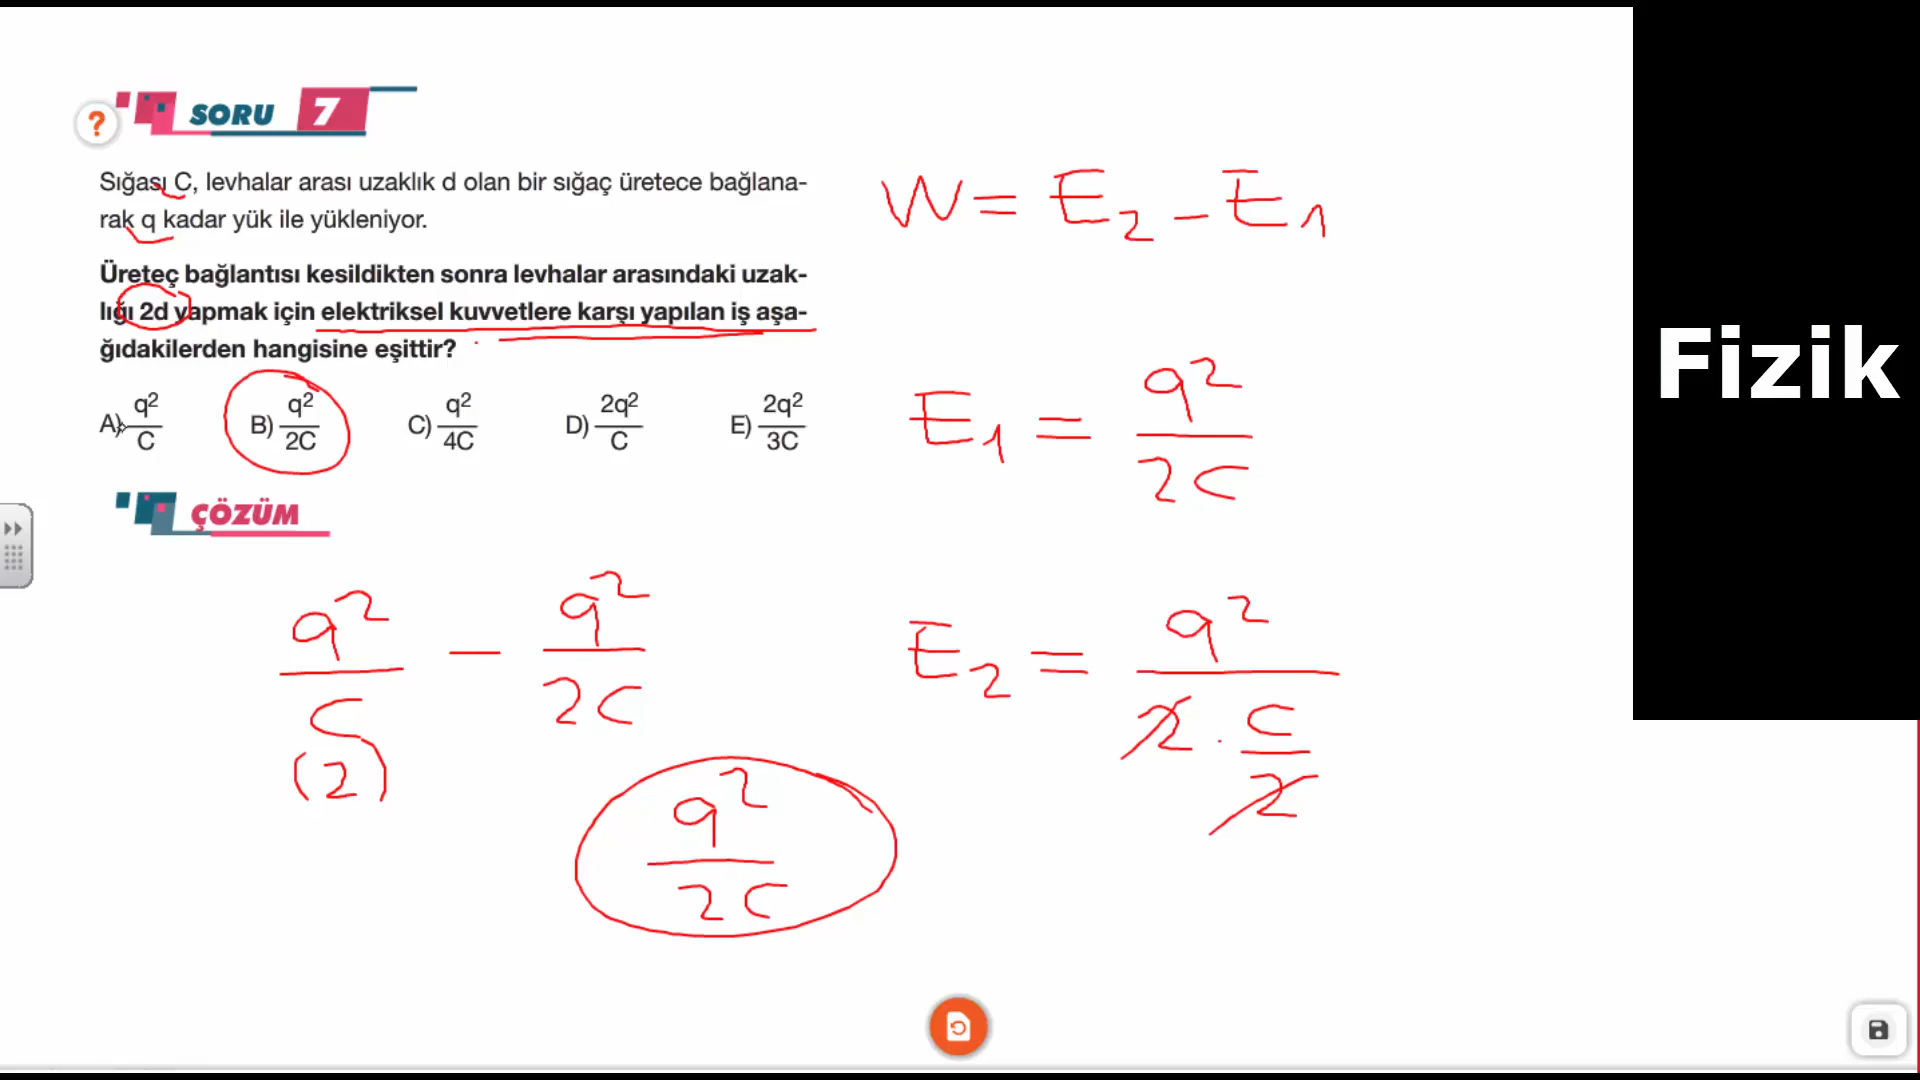 SORU 7
Sığası C, levhalar arası uzaklık d olan bir sığaç üretece bağlana-
rak q kadar yük ile yükleniyor.
Üreteç bağlantısı kesildikten sonra levhalar arasındaki uzak-
lığı 2d yapmak için elektriksel kuvvetlere karşı yapılan iş aşa-
ğıdakilerden hangisine eşittir?
A) q²/C B) q²/2C C) q²/4C D) 2q²/C E) 2q²/3C
ÇÖZÜM
q²/C (2) - q²/2C
q²/2C
W = E₂ - E₁
E₁ = q²/2C
E₂ = q²/2 · C/2
Fizik